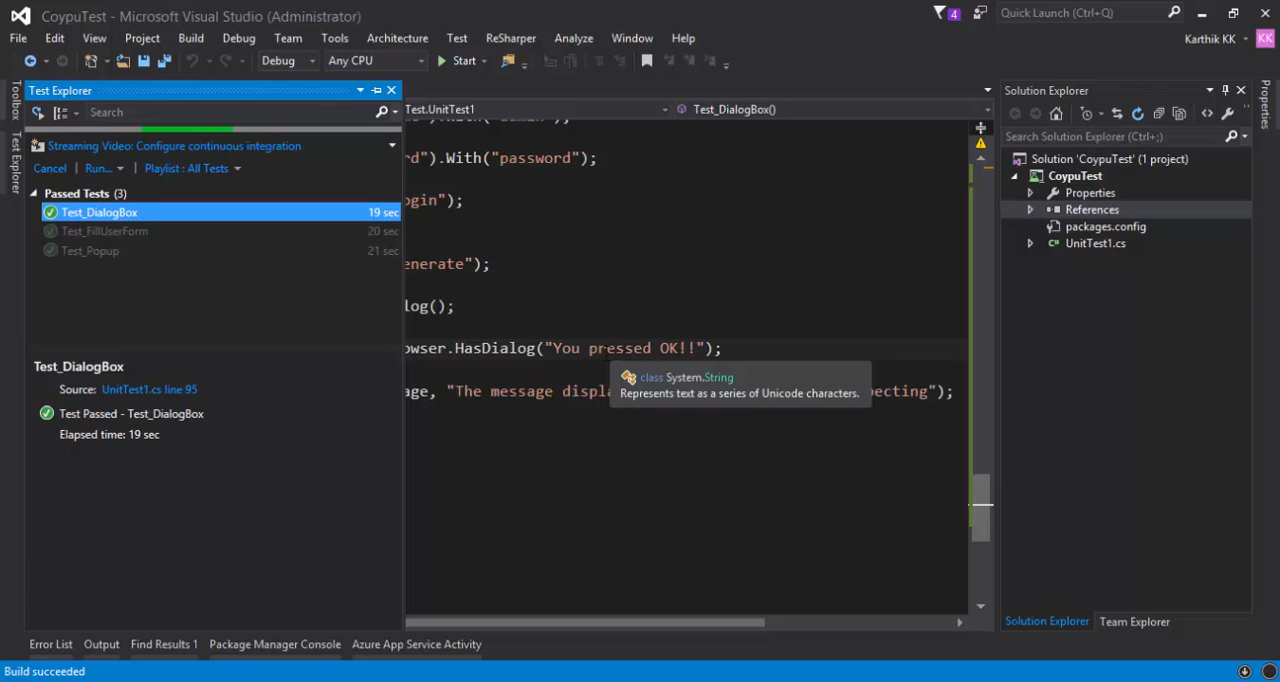 CoypuTest - Microsoft Visual Studio (Administrator)
4
Quick Launch (Ctrl+Q)
File Edit View Project Build Debug Team Tools Architecture Test ReSharper Analyze Window Help
Karthik KK
KK
Debug Any CPU Start
Toolbox
Test Explorer
Test Explorer
Search
Streaming Video: Configure continuous integration
Cancel Run... Playlist : All Tests
Passed Tests (3)
Test_DialogBox 19 sec
Test_FillUserForm 20 sec
Test_Popup 21 sec
Test_DialogBox
Source: UnitTest1.cs line 95
Test Passed - Test_DialogBox
Elapsed time: 19 sec
Test.UnitTest1 Test_DialogBox()
rd").With("password");
ogin");
enerate");
log();
owser.HasDialog("You pressed OK!!");
class System.String
Represents text as a series of Unicode characters.
age, "The message displa
pecting");
Solution Explorer
Search Solution Explorer (Ctrl+;)
Solution 'CoypuTest' (1 project)
CoypuTest
Properties
References
packages.config
C# UnitTest1.cs
Properties
Solution Explorer Team Explorer
Error List Output Find Results 1 Package Manager Console Azure App Service Activity
Build succeeded